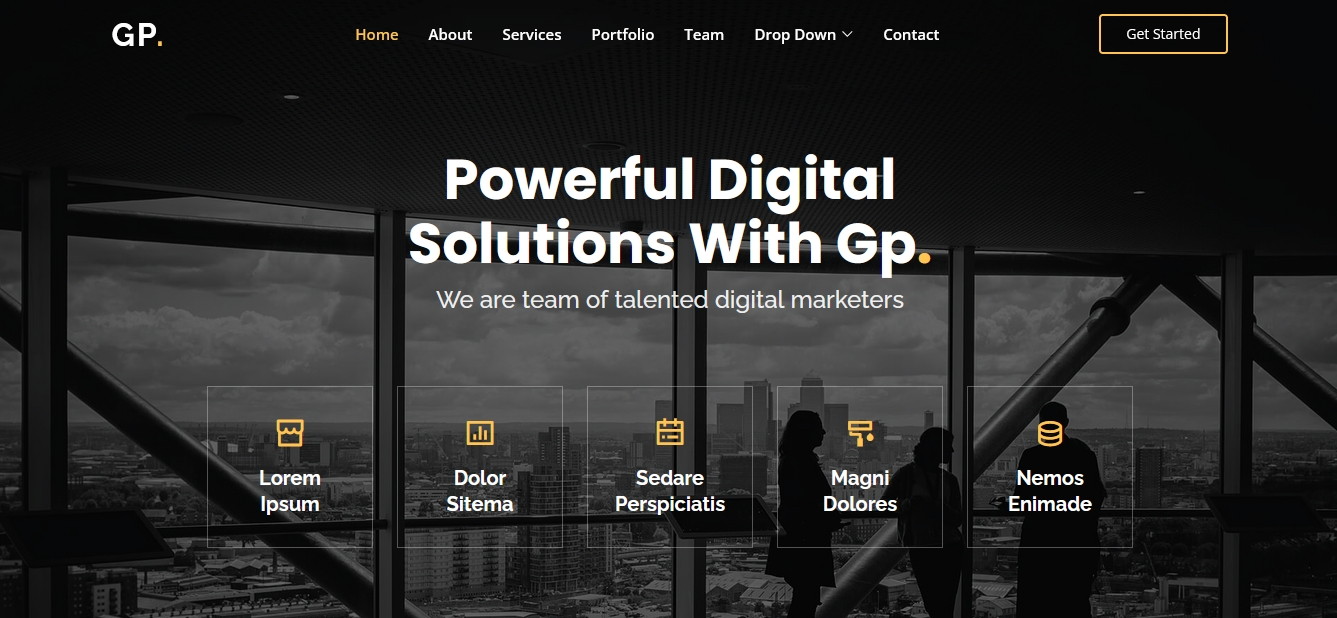 GP.
Home About Services Portfolio Team Drop Down Contact
Get Started
Powerful Digital
Solutions With Gp.
We are team of talented digital marketers
Lorem
Ipsum
Dolor
Sitema
Sedare
Perspiciatis
Magni
Dolores
Nemos
Enimade